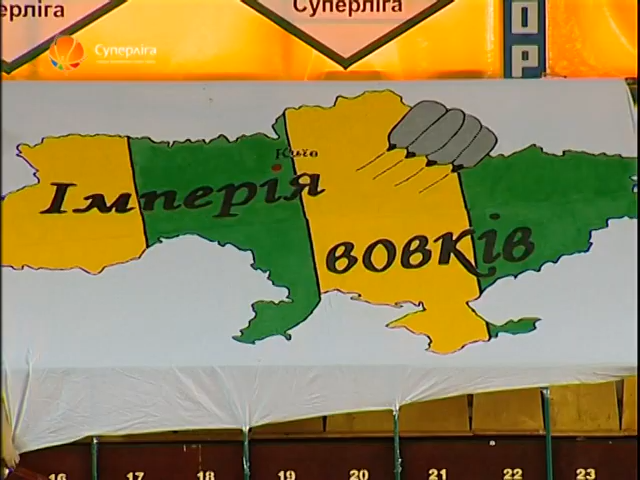 Суперліга
Суперліга
Суперліга
ОР
Київ
Імперія
вовків
16 17 18 19 20 21 22 23